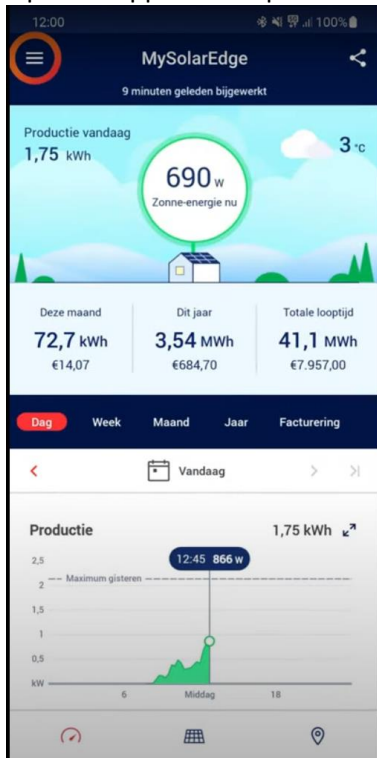 12:00
100%
MySolarEdge
9 minuten geleden bijgewerkt
Productie vandaag
1,75 kWh
3 °C
690 w
Zonne-energie nu
Deze maand Dit jaar Totale looptijd
72,7 kWh 3,54 MWh 41,1 MWh
€14,07 €684,70 €7.957,00
Dag Week Maand Jaar Facturering
Vandaag
Productie 1,75 kWh
12:45 866 w
2,5
Maximum gisteren
2
1,5
1
0,5
kW
6 Middag 18